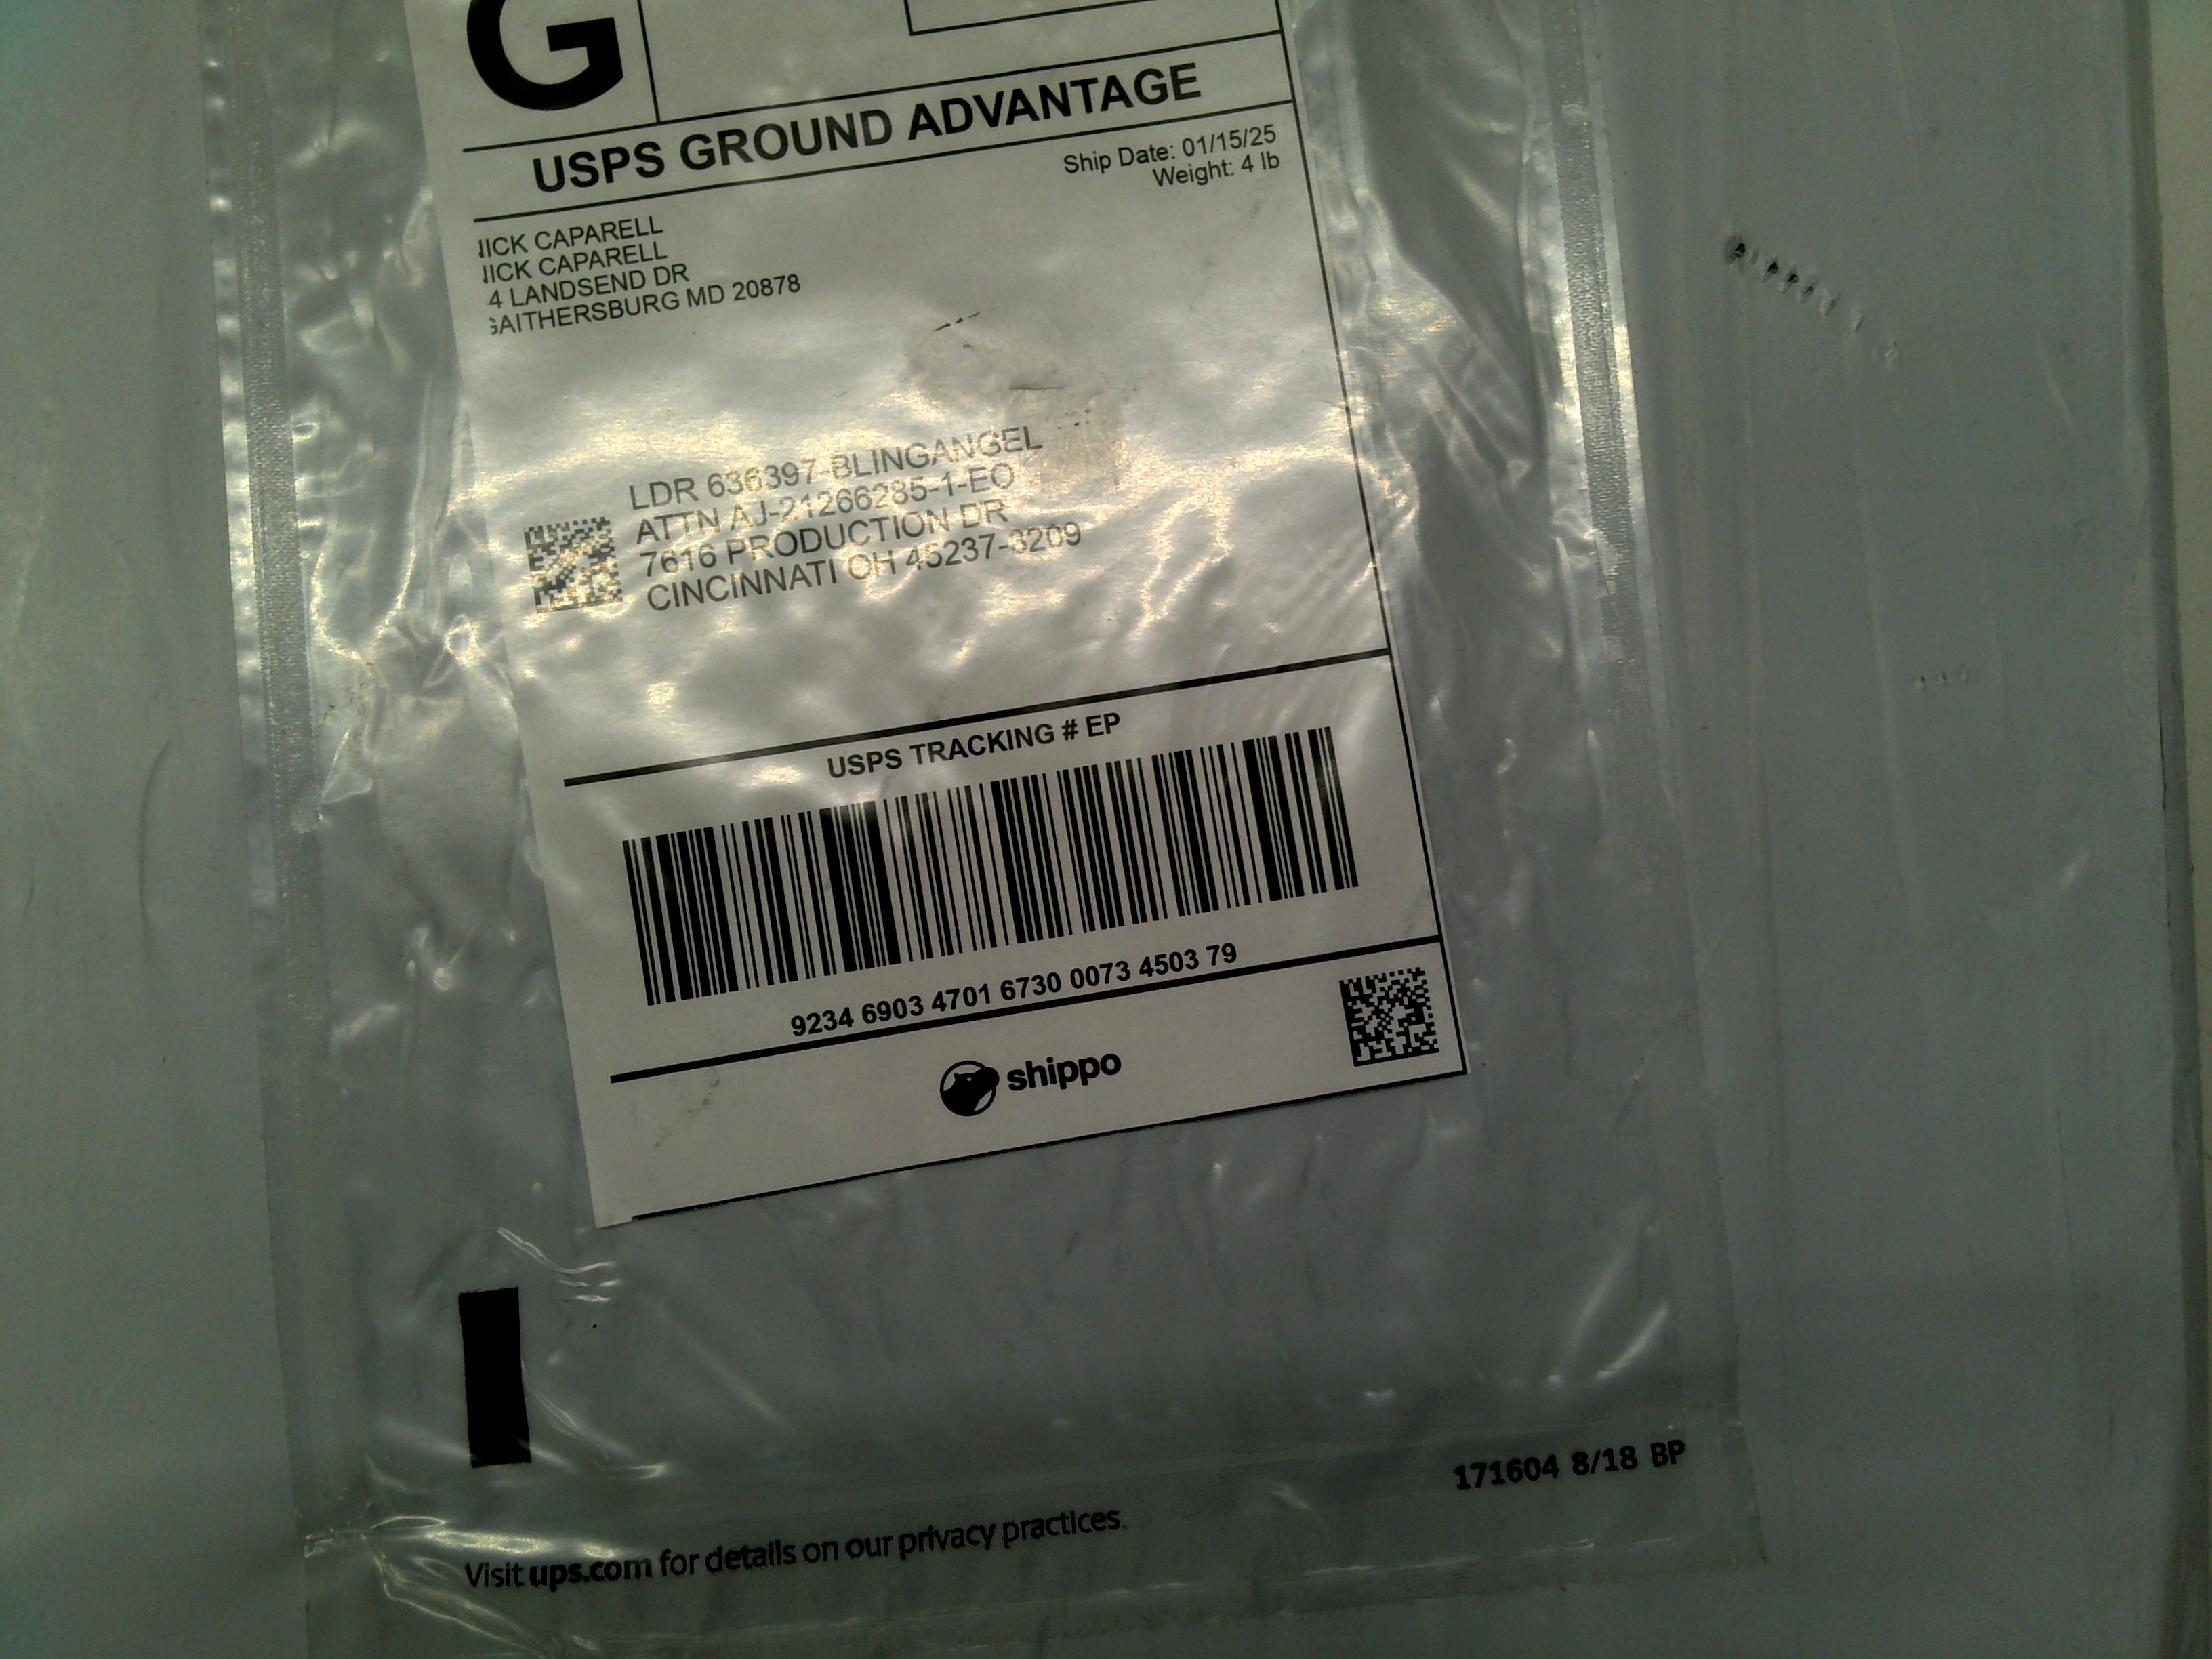 G
USPS GROUND ADVANTAGE
Ship Date: 01/15/25
Weight: 4 lb
IICK CAPARELL
IICK CAPARELL
4 LANDSEND DR
GAITHERSBURG MD 20878
LDR 636397-BLINGANGEL
ATTN AJ-21266285-1-EO
7616 PRODUCTION DR
CINCINNATI OH 45237-3209
USPS TRACKING # EP
9234 6903 4701 6730 0073 4503 79
shippo
171604 8/18 BP
Visit ups.com for details on our privacy practices.